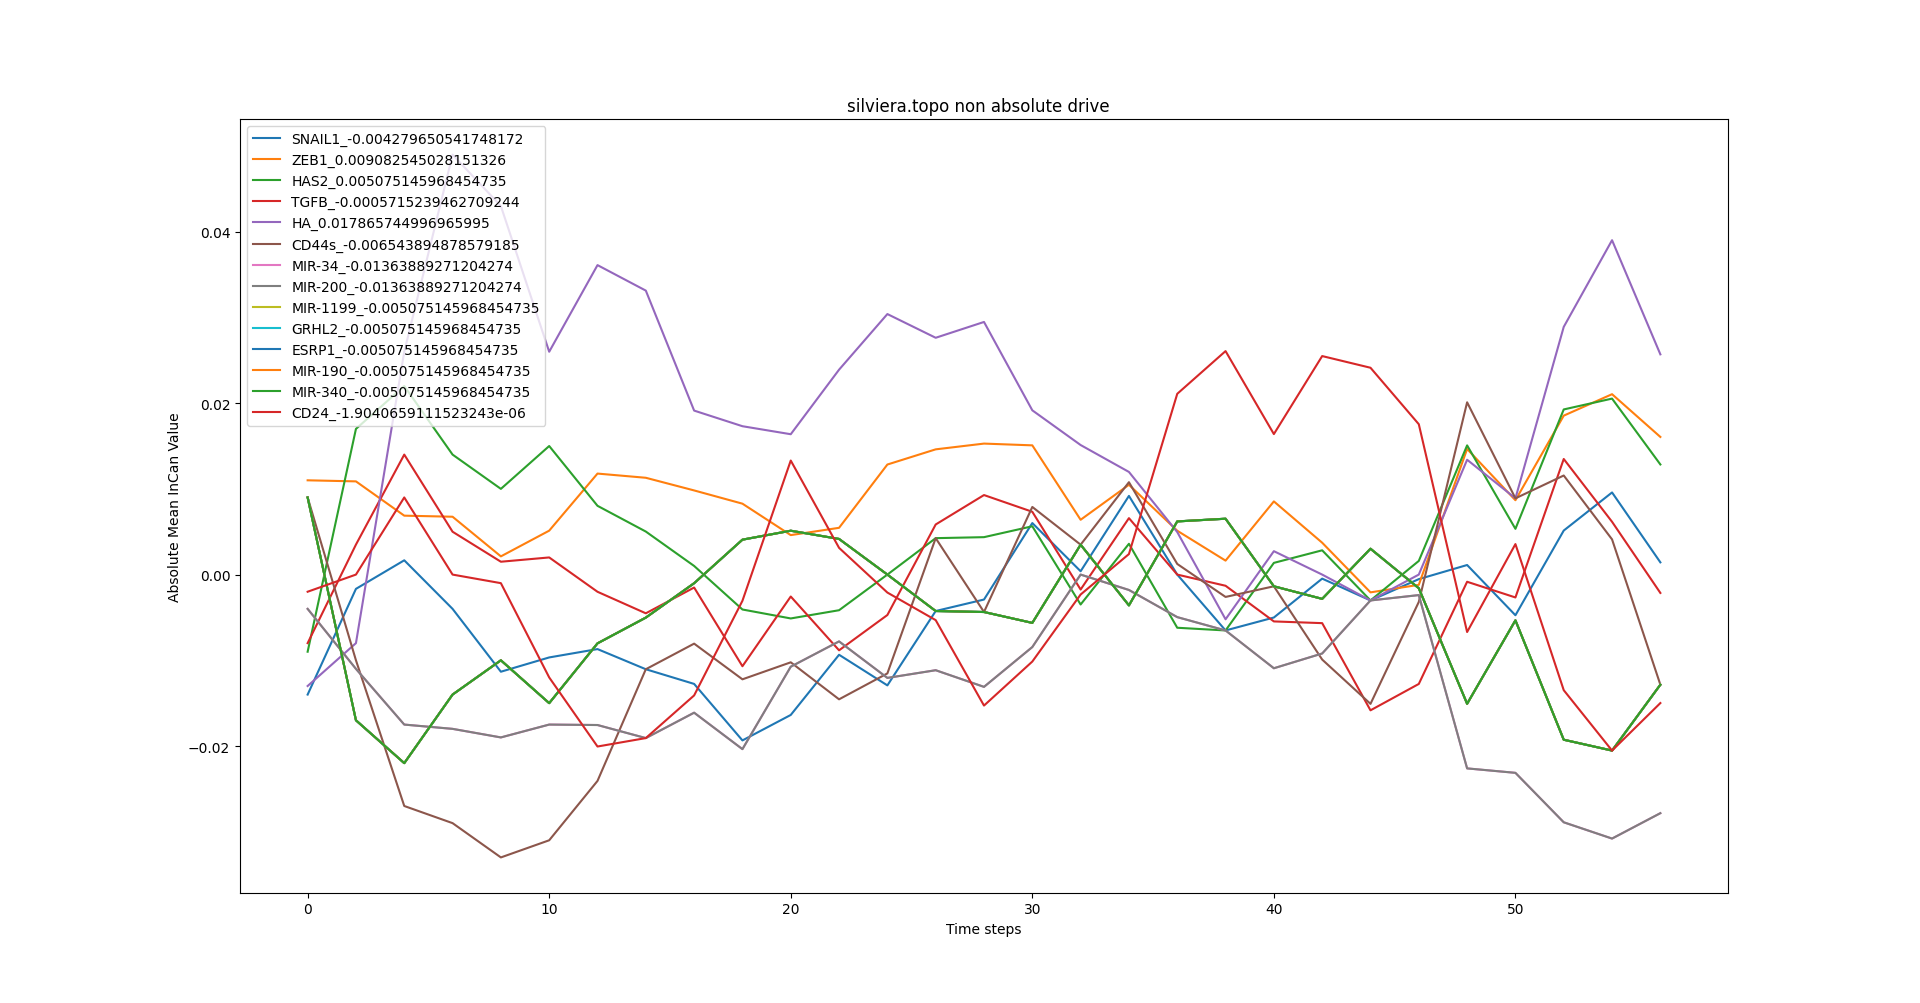 silviera.topo non absolute drive
SNAIL1_-0.004279650541748172
ZEB1_0.009082545028151326
HAS2_0.005075145968454735
TGFB_-0.0005715239462709244
HA_0.017865744996965995
CD44s_-0.006543894878579185
MIR-34_-0.01363889271204274
MIR-200_-0.01363889271204274
MIR-1199_-0.005075145968454735
GRHL2_-0.005075145968454735
ESRP1_-0.005075145968454735
MIR-190_-0.005075145968454735
MIR-340_-0.005075145968454735
CD24_-1.9040659111523243e-06
Absolute Mean InCan Value
0.04
0.02
0.00
−0.02
0 10 20 30 40 50
Time steps